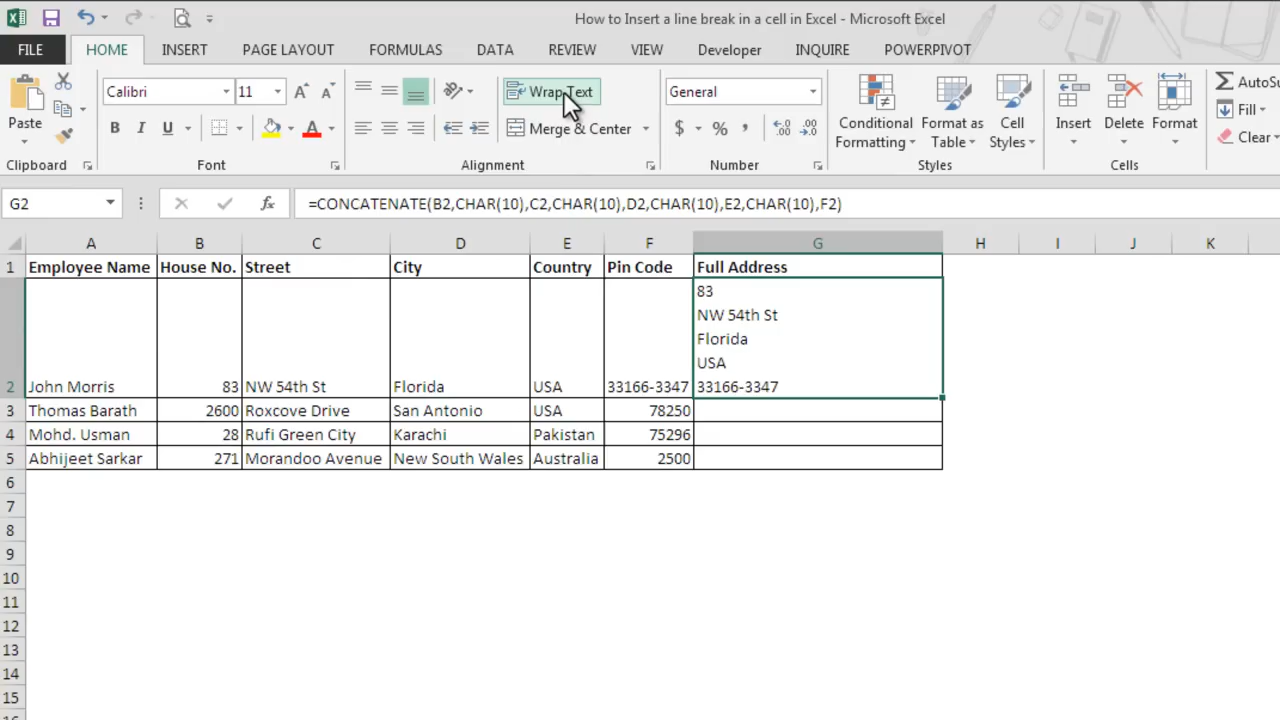 How to Insert a line break in a cell in Excel - Microsoft Excel
FILE HOME INSERT PAGE LAYOUT FORMULAS DATA REVIEW VIEW Developer INQUIRE POWERPIVOT
Paste
Clipboard
Calibri 11
B I U A
Font
Wrap Text
Merge & Center
Alignment
General
$ % ,
Number
Conditional Formatting
Format as Table
Cell Styles
Styles
Insert Delete Format
Cells
Σ AutoSu
Fill
Clear
G2 fx =CONCATENATE(B2,CHAR(10),C2,CHAR(10),D2,CHAR(10),E2,CHAR(10),F2)
A B C D E F G H I J K
1 Employee Name House No. Street City Country Pin Code Full Address
83
NW 54th St
Florida
USA
2 John Morris 83 NW 54th St Florida USA 33166-3347 33166-3347
3 Thomas Barath 2600 Roxcove Drive San Antonio USA 78250
4 Mohd. Usman 28 Rufi Green City Karachi Pakistan 75296
5 Abhijeet Sarkar 271 Morandoo Avenue New South Wales Australia 2500
6
7
8
9
10
11
12
13
14
15